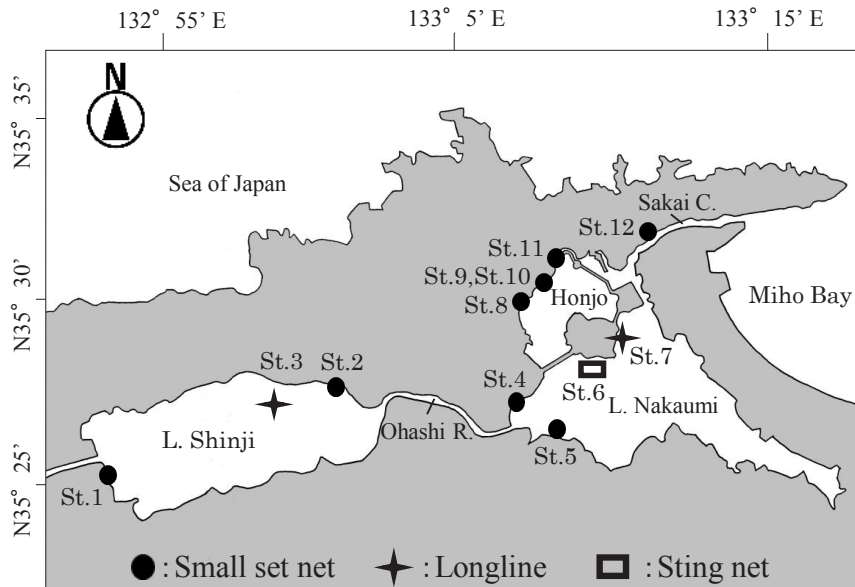 132° 55’ E 133° 5’ E 133° 15’ E
N35° 35’
N
Sea of Japan
Sakai C.
St.12
St.11
St.9,St.10
N35° 30’
Honjo
Miho Bay
St.8
St.7
St.3 St.2
St.6
St.4
L. Nakaumi
Ohashi R.
L. Shinji
St.5
N35° 25’
St.1
: Small set net : Longline : Sting net